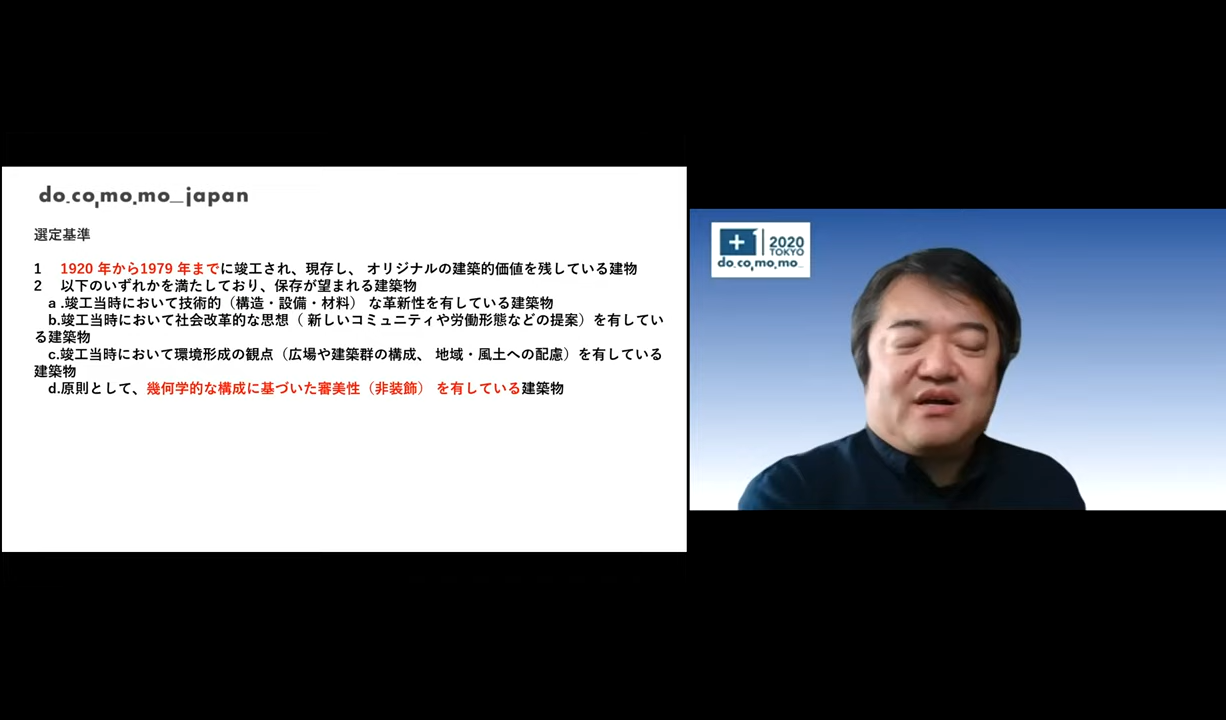 do.co,mo.mo_japan
選定基準
1 1920 年から1979 年までに竣工され、現存し、 オリジナルの建築的価値を残している建物
2 以下のいずれかを満たしており、保存が望まれる建築物
a .竣工当時において技術的（構造・設備・材料） な革新性を有している建築物
b.竣工当時において社会改革的な思想（ 新しいコミュニティや労働形態などの提案）を有してい
る建築物
c.竣工当時において環境形成の観点（広場や建築群の構成、 地域・風土への配慮）を有している
建築物
d.原則として、幾何学的な構成に基づいた審美性（非装飾） を有している建築物
+1 2020
TOKYO
do.co,mo.mo_